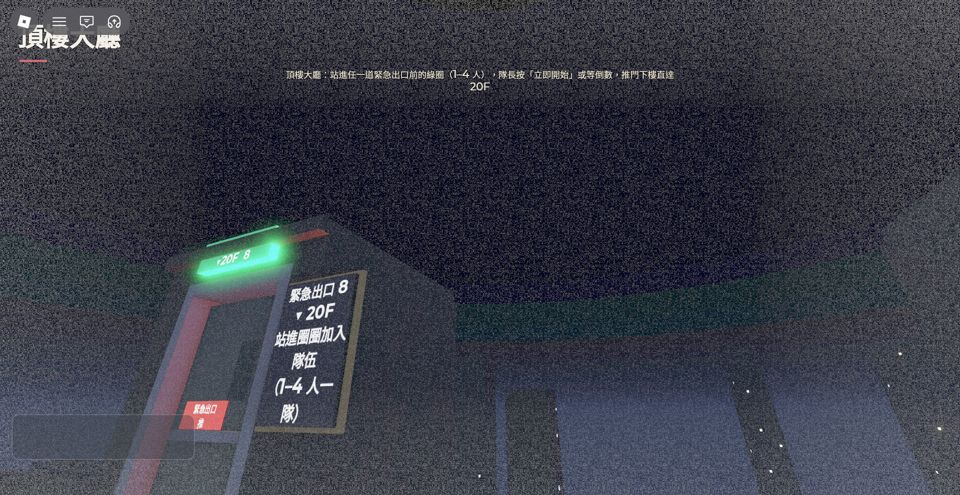 頂樓大廳
頂樓大廳：站進任一道緊急出口前的綠圈（1–4 人），隊長按「立即開始」或等倒數，推門下樓直達
20F
▼20F 8
緊急出口 8
▼ 20F
站進圈圈加入
隊伍
(1–4 人一
隊)
緊急出口
推